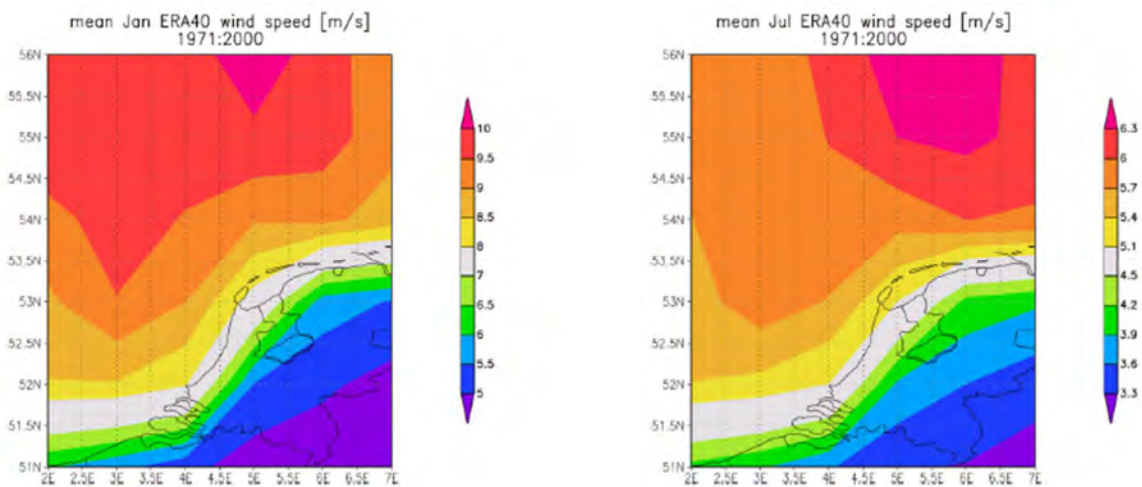 mean Jan ERA40 wind speed [m/s]
1971:2000
56N
55.5N
55N
54.5N
54N
53.5N
53N
52.5N
52N
51.5N
51N
2E 2.5E 3E 3.5E 4E 4.5E 5E 5.5E 6E 6.5E 7E
10
9.5
9
8.5
8
7
6.5
6
5.5
5
mean Jul ERA40 wind speed [m/s]
1971:2000
56N
55.5N
55N
54.5N
54N
53.5N
53N
52.5N
52N
51.5N
51N
2E 2.5E 3E 3.5E 4E 4.5E 5E 5.5E 6E 6.5E 7E
6.3
6
5.7
5.4
5.1
4.5
4.2
3.9
3.6
3.3